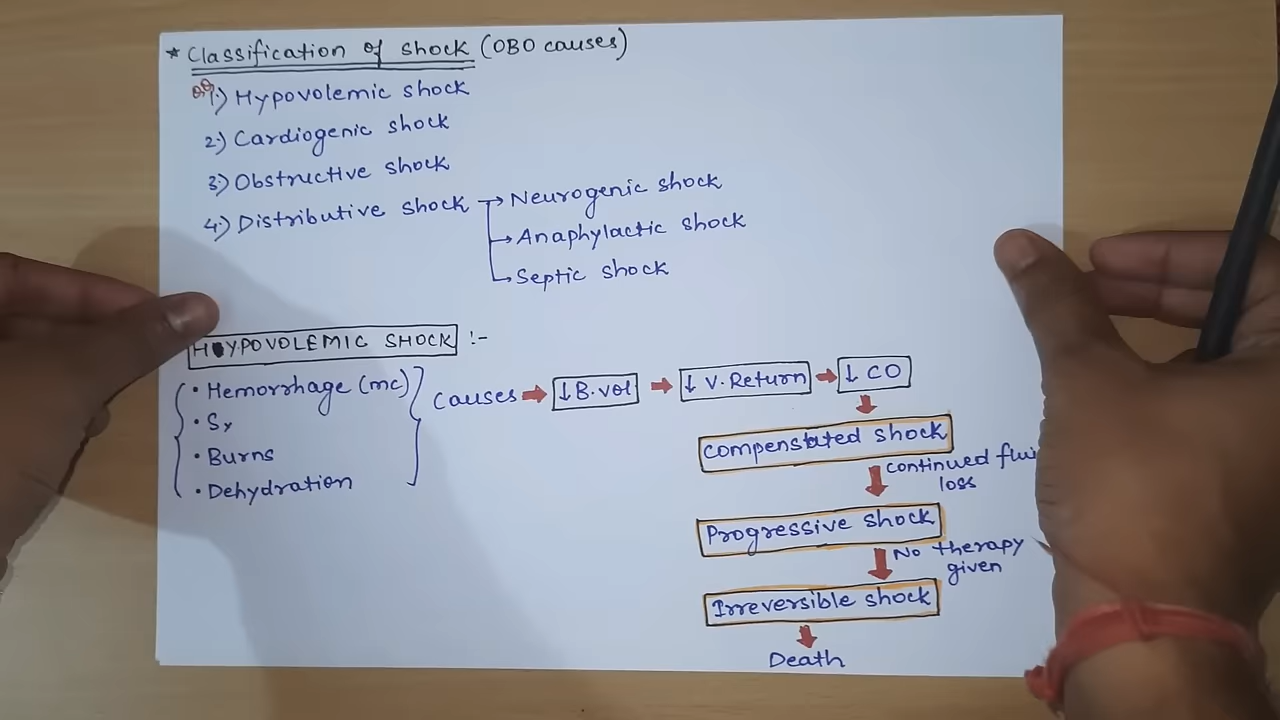 * Classification of shock (OBO causes)
1.) Hypovolemic shock
2.) Cardiogenic shock
3.) Obstructive shock
4.) Distributive shock → Neurogenic shock
→ Anaphylactic shock
→ Septic shock
HYPOVOLEMIC SHOCK :-
• Hemorrhage (mc)
• Sx
• Burns
• Dehydration
causes → ↓ B.vol → ↓ V. Return → ↓ CO
compensated shock
continued flui
loss
Progressive shock
No therapy
given
Irreversible shock
Death